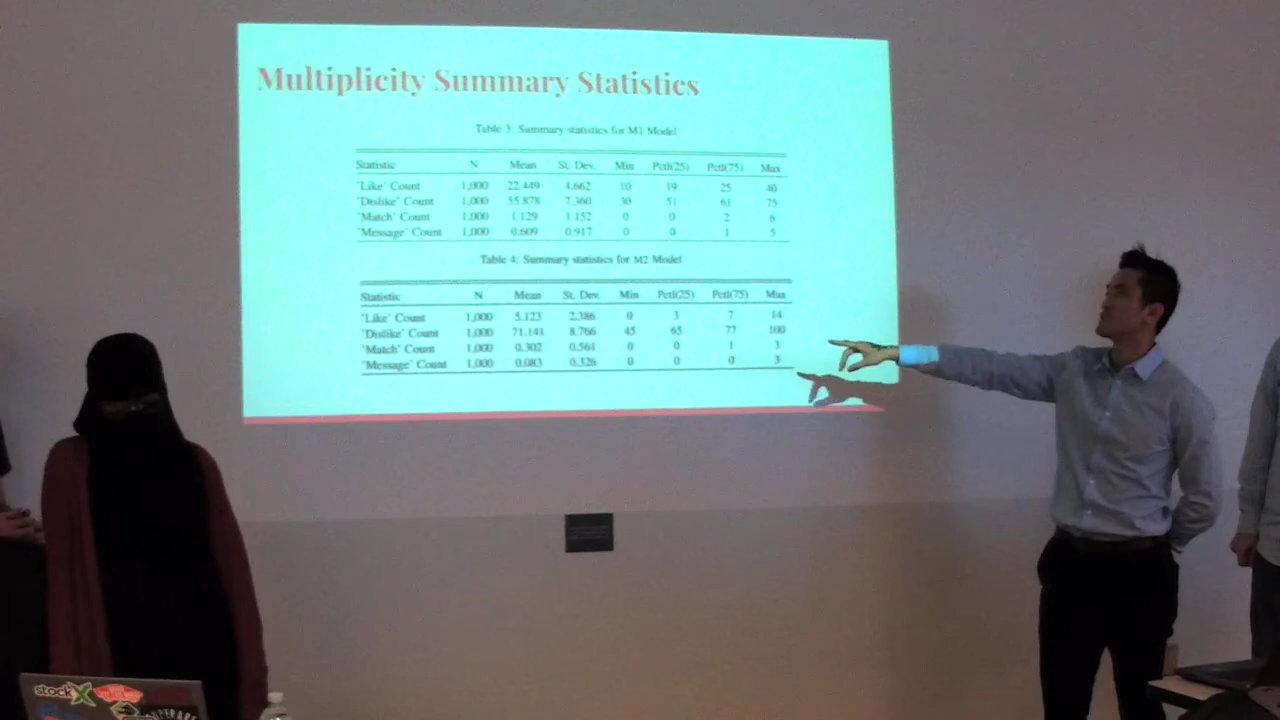 Multiplicity Summary Statistics
Table 3: Summary statistics for M1 Model
Statistic N Mean St. Dev. Min Pctl(25) Pctl(75) Max
'Like' Count 1,000 22.449 4.662 10 19 25 40
'Dislike' Count 1,000 55.878 7.360 30 51 61 75
'Match' Count 1,000 1.129 1.152 0 0 2 6
'Message' Count 1,000 0.609 0.917 0 0 1 5
Table 4: Summary statistics for M2 Model
Statistic N Mean St. Dev. Min Pctl(25) Pctl(75) Max
'Like' Count 1,000 5.123 2.386 0 3 7 14
'Dislike' Count 1,000 71.141 8.766 45 65 77 100
'Match' Count 1,000 0.302 0.561 0 0 1 3
'Message' Count 1,000 0.083 0.326 0 0 0 3
stockX